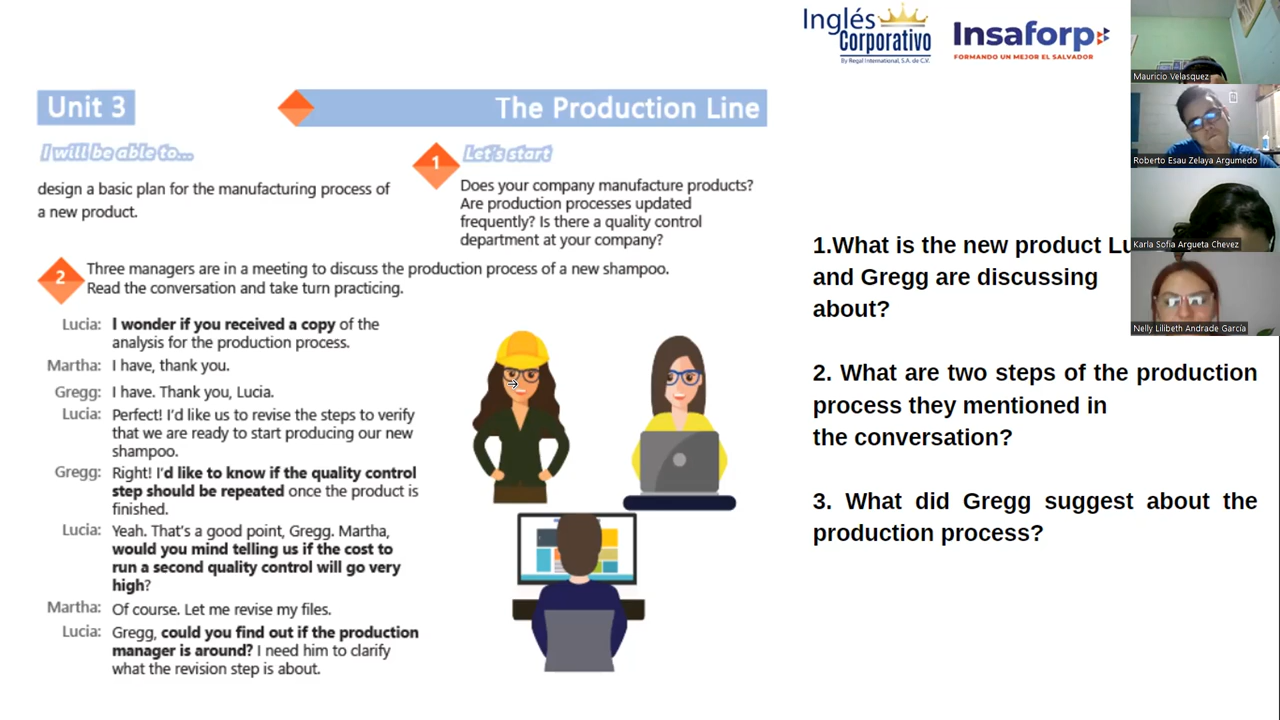 Inglés
Corporativo
By Regal International, S.A. de C.V.
Insaforp
FORMANDO UN MEJOR EL SALVADOR
Unit 3
The Production Line
I will be able to...
design a basic plan for the manufacturing process of
a new product.
1
Let's start
Does your company manufacture products?
Are production processes updated
frequently? Is there a quality control
department at your company?
2
Three managers are in a meeting to discuss the production process of a new shampoo.
Read the conversation and take turn practicing.
Lucia: I wonder if you received a copy of the
analysis for the production process.
Martha: I have, thank you.
Gregg: I have. Thank you, Lucia.
Lucia: Perfect! I'd like us to revise the steps to verify
that we are ready to start producing our new
shampoo.
Gregg: Right! I'd like to know if the quality control
step should be repeated once the product is
finished.
Lucia: Yeah. That's a good point, Gregg. Martha,
would you mind telling us if the cost to
run a second quality control will go very
high?
Martha: Of course. Let me revise my files.
Lucia: Gregg, could you find out if the production
manager is around? I need him to clarify
what the revision step is about.
1.What is the new product
and Gregg are discussing
about?
2. What are two steps of the production
process they mentioned in
the conversation?
3. What did Gregg suggest about the
production process?
Mauricio Velasquez
Roberto Esau Zelaya Argumedo
Karla Sofia Argueta Chevez
Nelly Lilibeth Andrade García